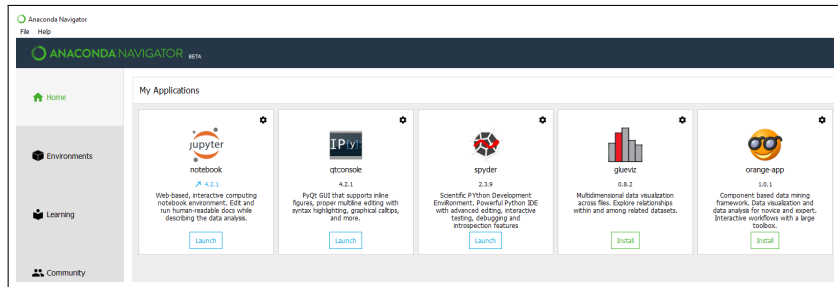 Anaconda Navigator
File Help
ANACONDA NAVIGATOR BETA
Home
Environments
Learning
Community
My Applications
jupyter
notebook
4.2.1
Web-based, interactive computing
notebook environment. Edit and
run human-readable docs while
describing the data analysis.
Launch
IP[y]:
qtconsole
4.2.1
PyQt GUI that supports inline
figures, proper multiline editing with
syntax highlighting, graphical calltips,
and more.
Launch
spyder
2.3.9
Scientific PYthon Development
EnviRonment. Powerful Python IDE
with advanced editing, interactive
testing, debugging and
introspection features
Launch
glueviz
0.8.2
Multidimensional data visualization
across files. Explore relationships
within and among related datasets.
Install
orange-app
1.0.1
Component based data mining
framework. Data visualization and
data analysis for novice and expert.
Interactive workflows with a large
toolbox.
Install